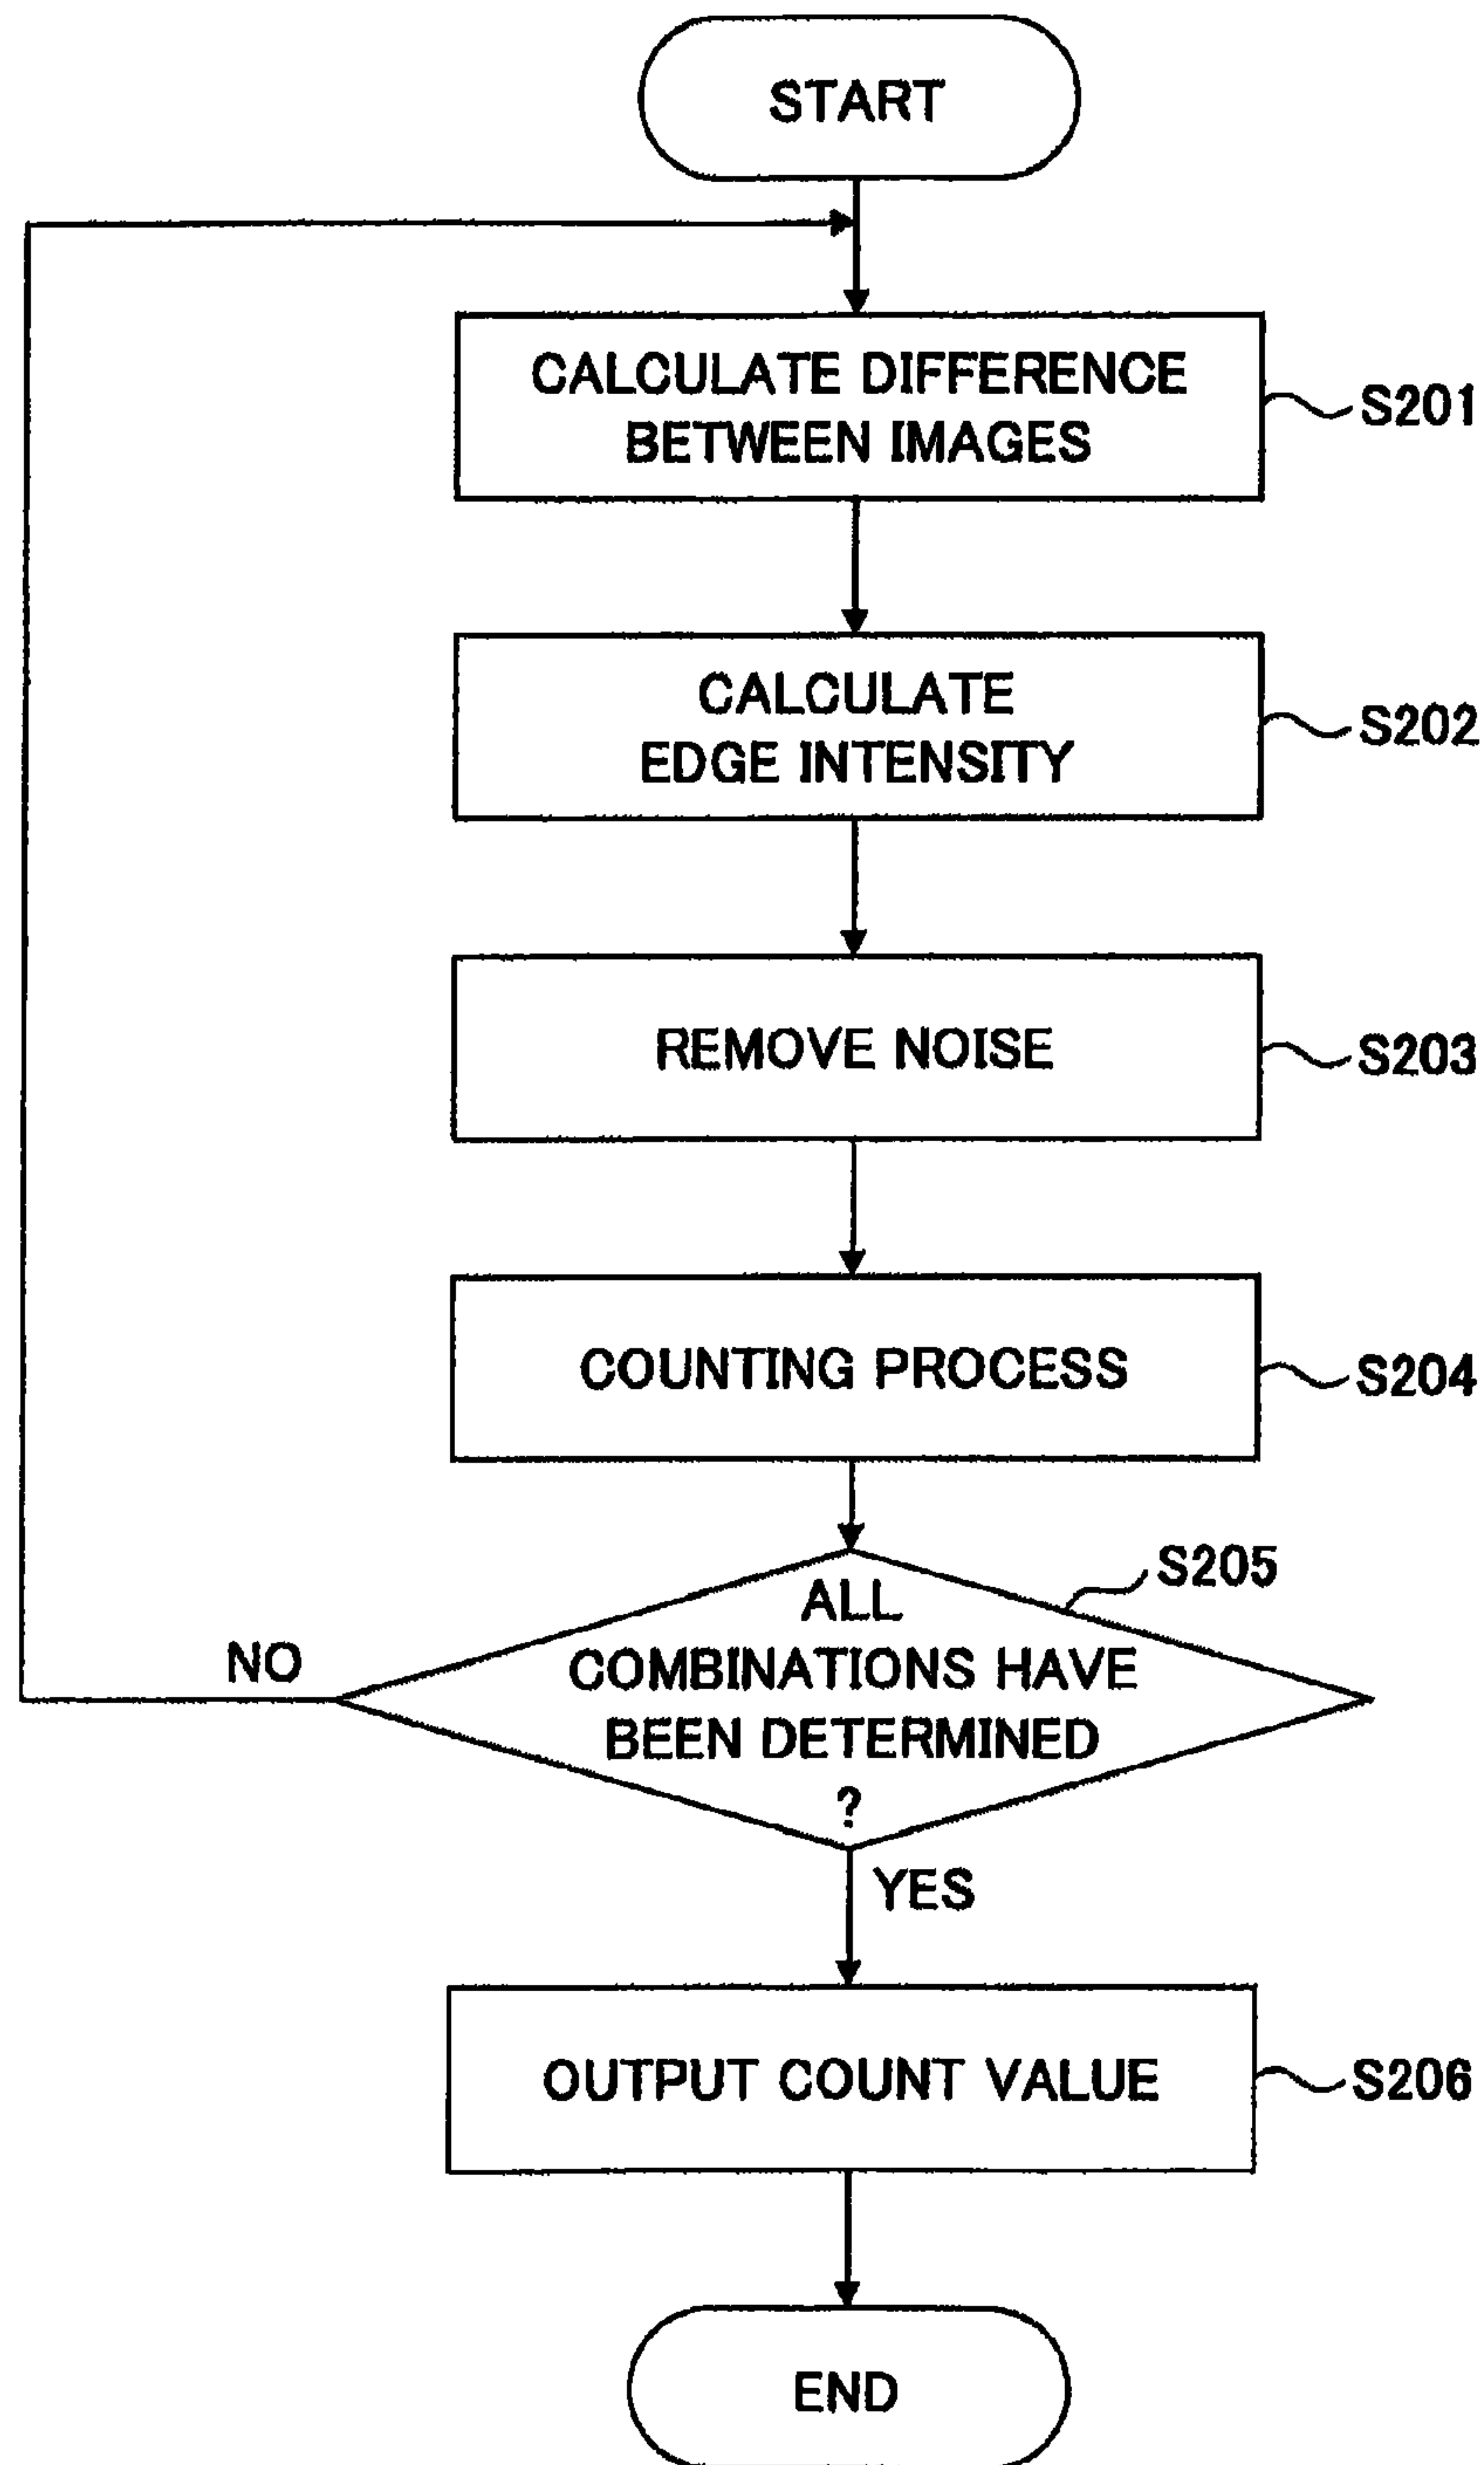 START
CALCULATE DIFFERENCE
BETWEEN IMAGES
S201
CALCULATE
EDGE INTENSITY
S202
REMOVE NOISE
S203
COUNTING PROCESS
S204
S205
ALL
COMBINATIONS HAVE
BEEN DETERMINED
?
NO
YES
OUTPUT COUNT VALUE
S206
END